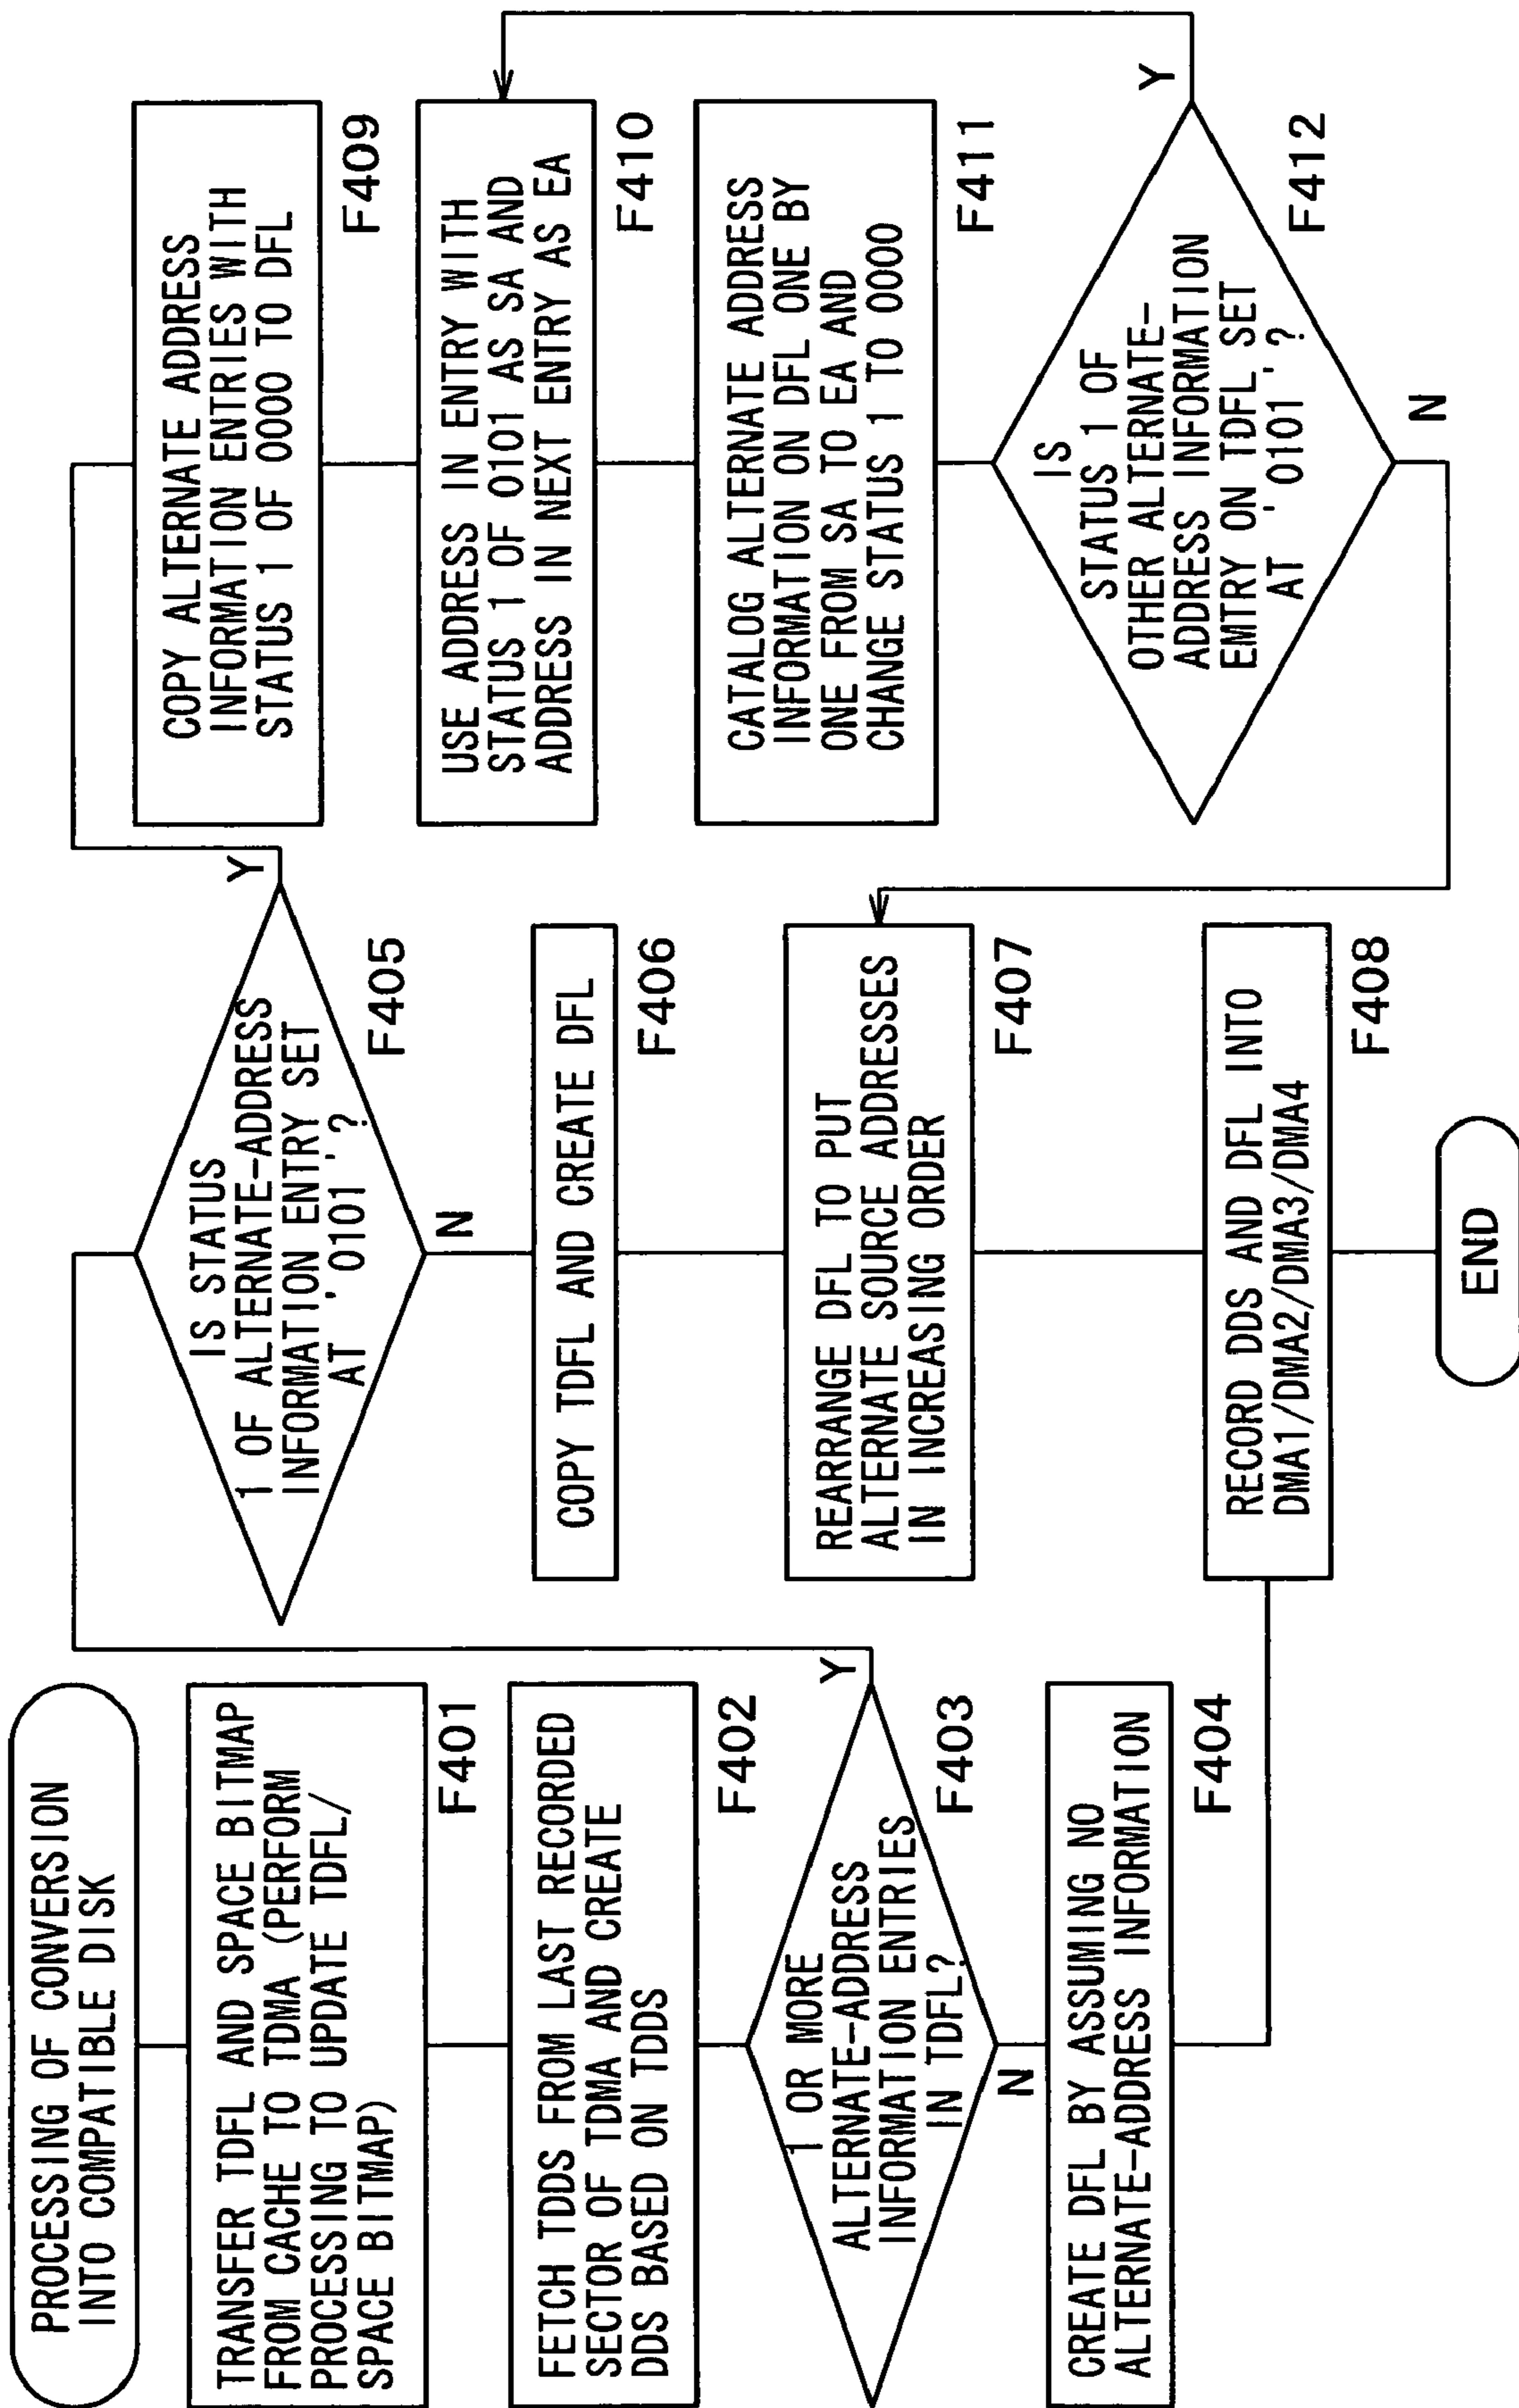 PROCESSING OF CONVERSION
INTO COMPATIBLE DISK
TRANSFER TDFL AND SPACE BITMAP
FROM CACHE TO TDMA (PERFORM
PROCESSING TO UPDATE TDFL/
SPACE BITMAP)
F401
FETCH TDDS FROM LAST RECORDED
SECTOR OF TDMA AND CREATE
DDS BASED ON TDDS
F402
1 OR MORE
ALTERNATE-ADDRESS
INFORMATION ENTRIES
IN TDFL?
F403
Y
N
CREATE DFL BY ASSUMING NO
ALTERNATE-ADDRESS INFORMATION
F404
IS STATUS
1 OF ALTERNATE-ADDRESS
INFORMATION ENTRY SET
AT '0101'?
F405
Y
N
COPY TDFL AND CREATE DFL
F406
REARRANGE DFL TO PUT
ALTERNATE SOURCE ADDRESSES
IN INCREASING ORDER
F407
RECORD DDS AND DFL INTO
DMA1/DMA2/DMA3/DMA4
F408
END
COPY ALTERNATE ADDRESS
INFORMATION ENTRIES WITH
STATUS 1 OF 0000 TO DFL
F409
USE ADDRESS IN ENTRY WITH
STATUS 1 OF 0101 AS SA AND
ADDRESS IN NEXT ENTRY AS EA
F410
CATALOG ALTERNATE ADDRESS
INFORMATION ON DFL ONE BY
ONE FROM SA TO EA AND
CHANGE STATUS 1 TO 0000
F411
IS
STATUS 1 OF
OTHER ALTERNATE-
ADDRESS INFORMATION
EMTRY ON TDFL, SET
AT '0101'?
F412
Y
N